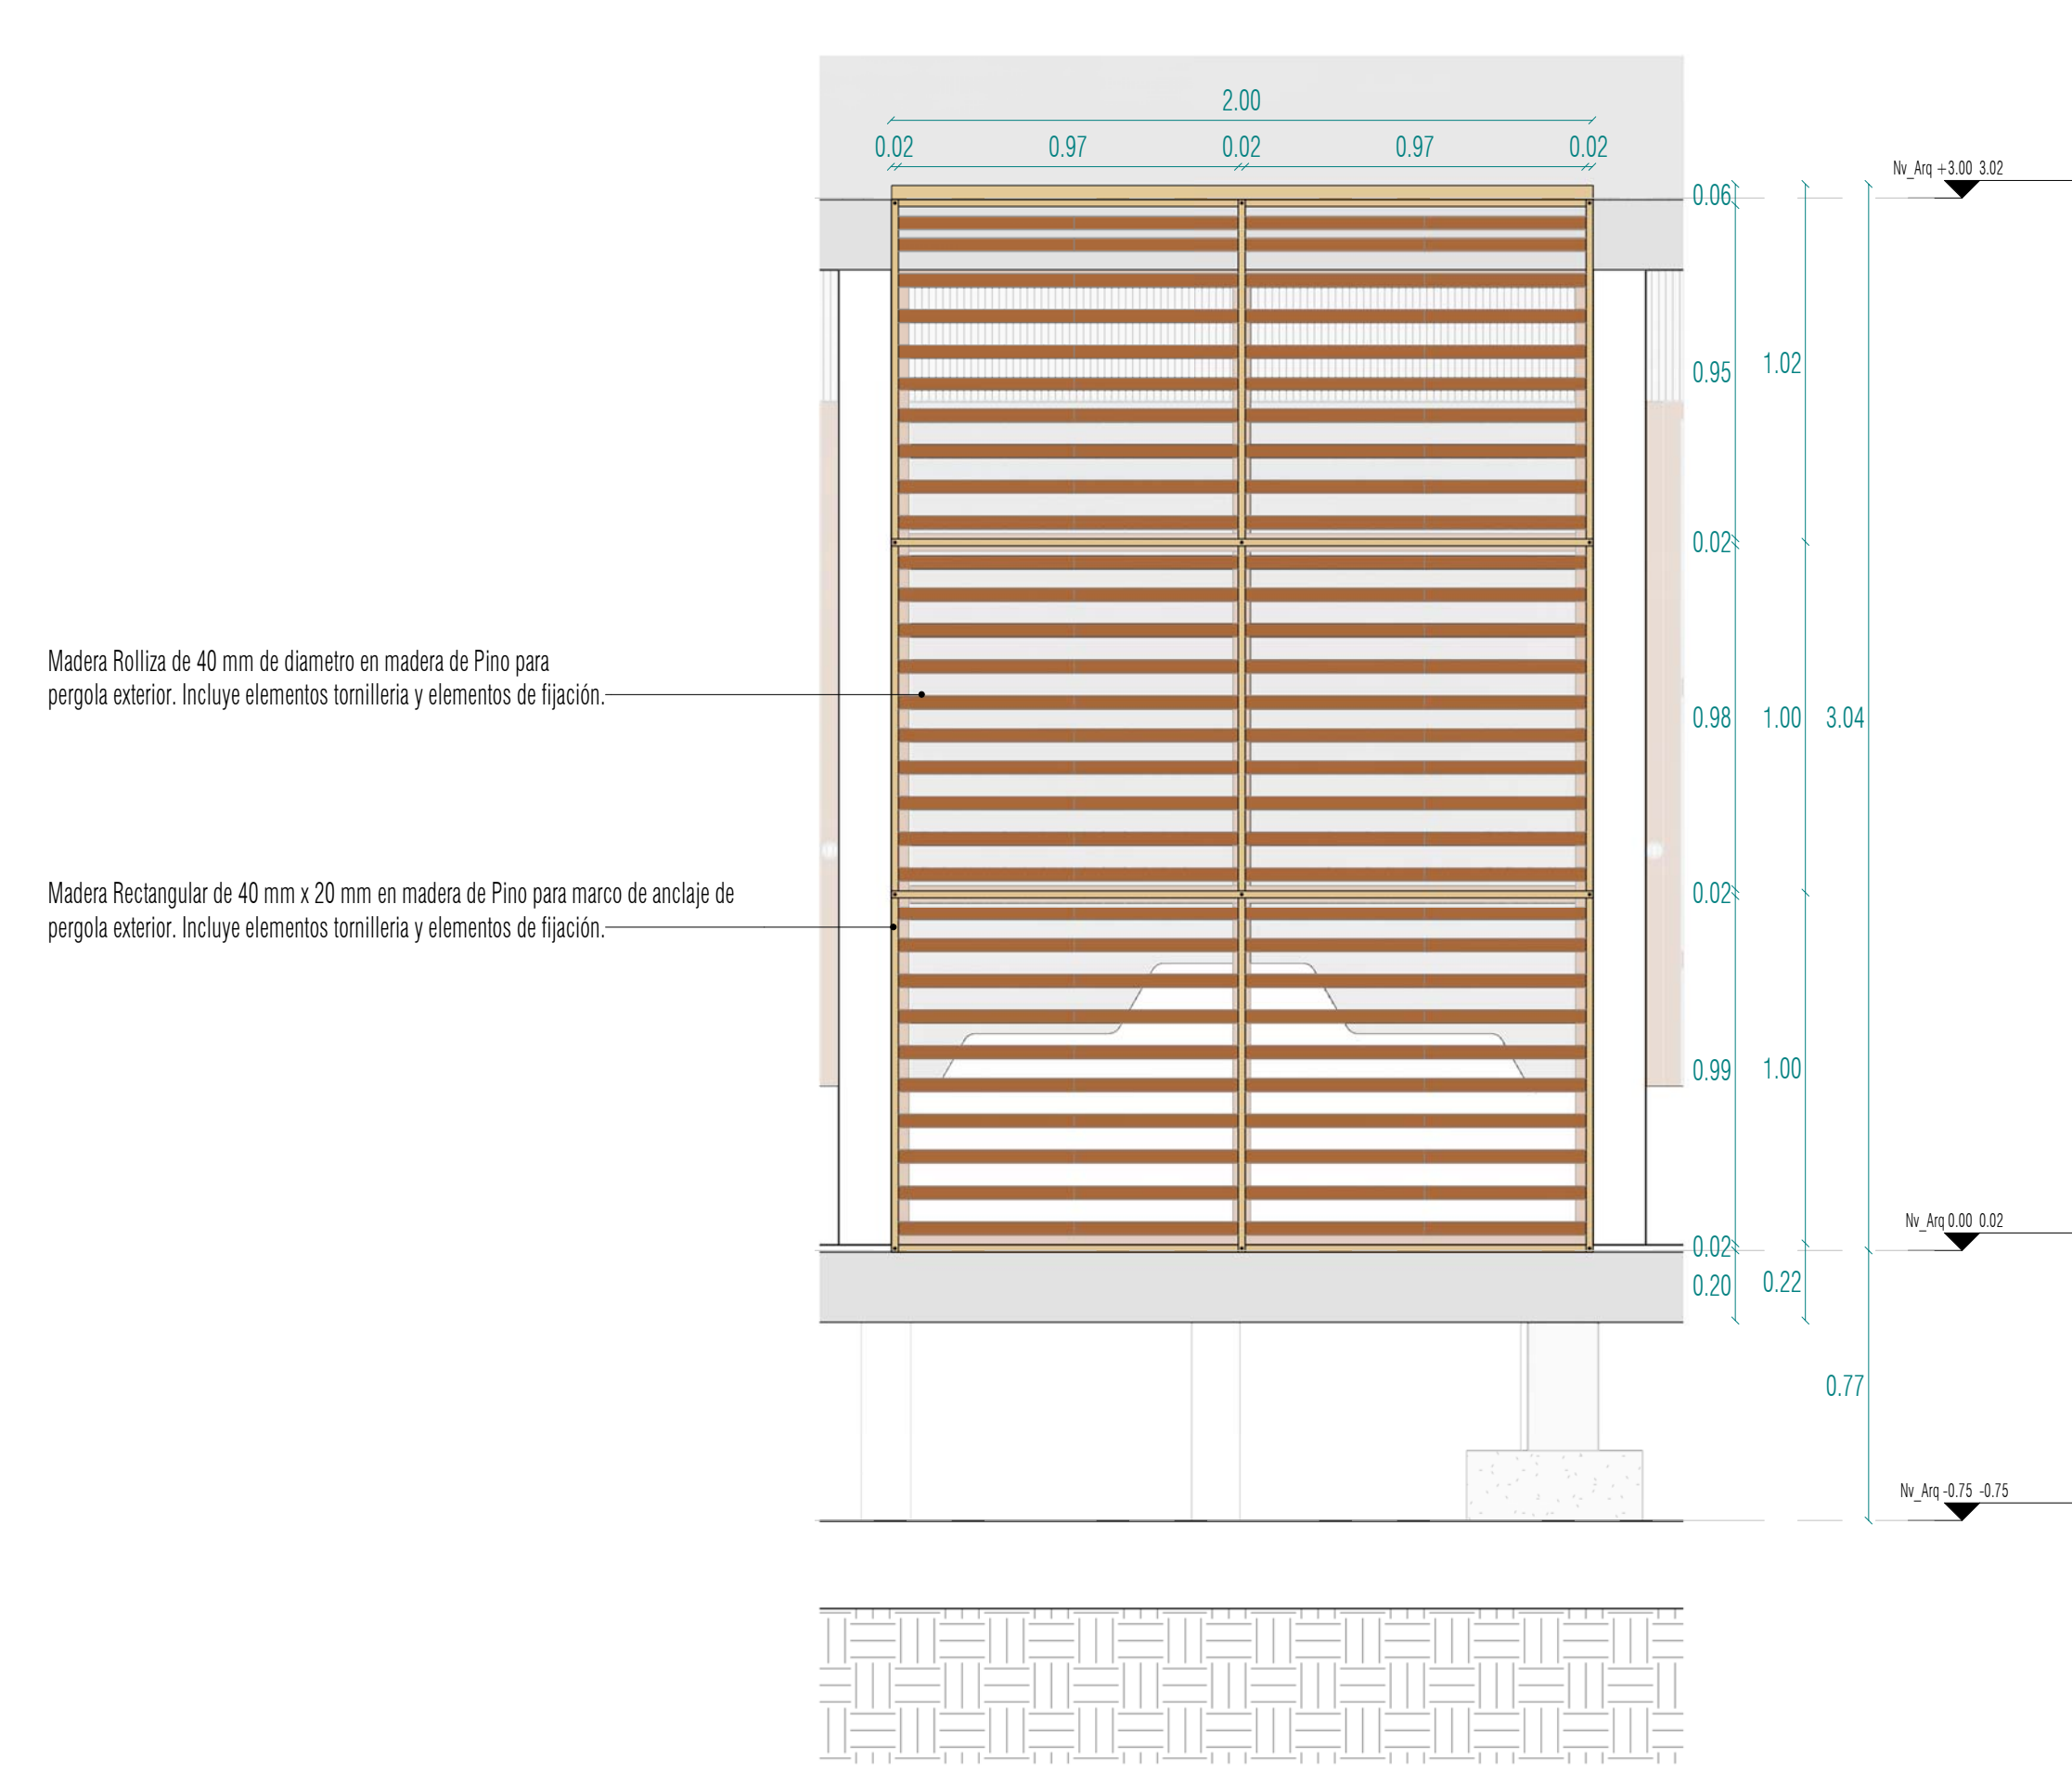 2.00
0.02 0.97 0.02 0.97 0.02
Nv_Arq +3.00 3.02
0.06
0.95 1.02
0.02
Madera Rolliza de 40 mm de diametro en madera de Pino para
pergola exterior. Incluye elementos tornilleria y elementos de fijación.
0.98 1.00 3.04
Madera Rectangular de 40 mm x 20 mm en madera de Pino para marco de anclaje de
pergola exterior. Incluye elementos tornilleria y elementos de fijación.
0.02
0.99 1.00
Nv_Arq 0.00 0.02
0.02
0.20 0.22
0.77
Nv_Arq -0.75 -0.75